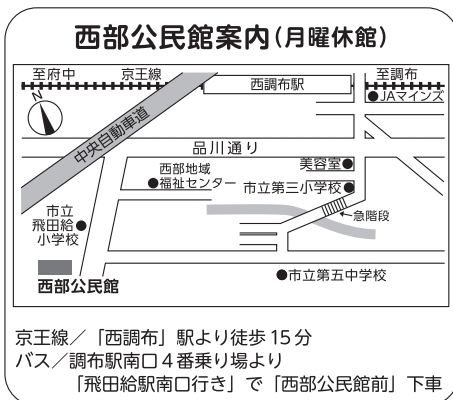 西部公民館案内(月曜休館)
至府中
京王線
西調布駅
至調布
●JAマインズ
N
中央自動車道
品川通り
西部地域
●福祉センター
美容室●
市立第三小学校●
←急階段
市立
飛田給●
小学校
西部公民館
●市立第五中学校
京王線/「西調布」駅より徒歩15分
バス/調布駅南口4番乗り場より
「飛田給駅南口行き」で「西部公民館前」下車